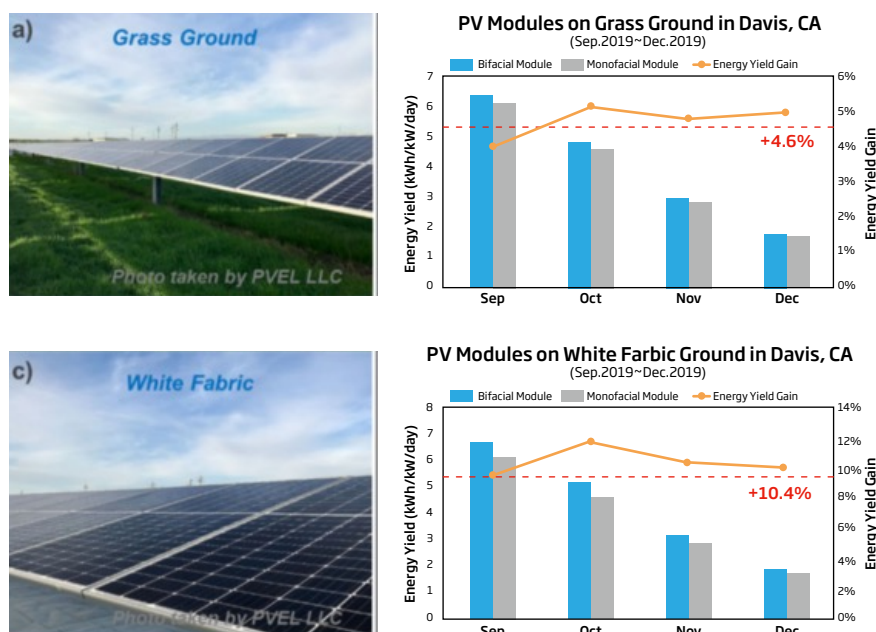 a)
Grass Ground
Photo taken by PVEL LLC
PV Modules on Grass Ground in Davis, CA
(Sep.2019~Dec.2019)
Bifacial Module Monofacial Module Energy Yield Gain
Energy Yield (kWh/kW/day)
7
6
5
4
3
2
1
0
6%
5%
4%
3%
2%
1%
0%
Energy Yield Gain
+4.6%
Sep Oct Nov Dec
c)
White Fabric
Photo taken by PVEL LLC
PV Modules on White Farbic Ground in Davis, CA
(Sep.2019~Dec.2019)
Bifacial Module Monofacial Module Energy Yield Gain
Energy Yield (kWh/kW/day)
8
7
6
5
4
3
2
1
0
14%
12%
10%
8%
6%
4%
2%
0%
Energy Yield Gain
+10.4%
Sep Oct Nov Dec